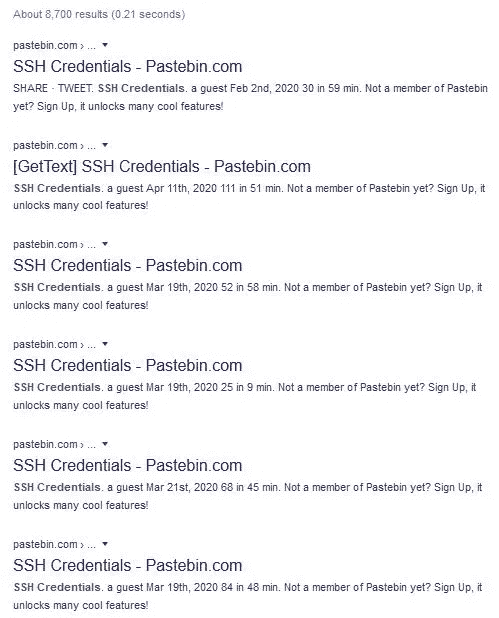 About 8,700 results (0.21 seconds)
pastebin.com › ... ▼
SSH Credentials - Pastebin.com
SHARE · TWEET. SSH Credentials. a guest Feb 2nd, 2020 30 in 59 min. Not a member of Pastebin
yet? Sign Up, it unlocks many cool features!
pastebin.com › ... ▼
[GetText] SSH Credentials - Pastebin.com
SSH Credentials. a guest Apr 11th, 2020 111 in 51 min. Not a member of Pastebin yet? Sign Up, it
unlocks many cool features!
pastebin.com › ... ▼
SSH Credentials - Pastebin.com
SSH Credentials. a guest Mar 19th, 2020 52 in 58 min. Not a member of Pastebin yet? Sign Up, it
unlocks many cool features!
pastebin.com › ... ▼
SSH Credentials - Pastebin.com
SSH Credentials. a guest Mar 19th, 2020 25 in 9 min. Not a member of Pastebin yet? Sign Up, it
unlocks many cool features!
pastebin.com › ... ▼
SSH Credentials - Pastebin.com
SSH Credentials. a guest Mar 21st, 2020 68 in 45 min. Not a member of Pastebin yet? Sign Up, it
unlocks many cool features!
pastebin.com › ... ▼
SSH Credentials - Pastebin.com
SSH Credentials. a guest Mar 19th, 2020 84 in 48 min. Not a member of Pastebin yet? Sign Up, it
unlocks many cool features!